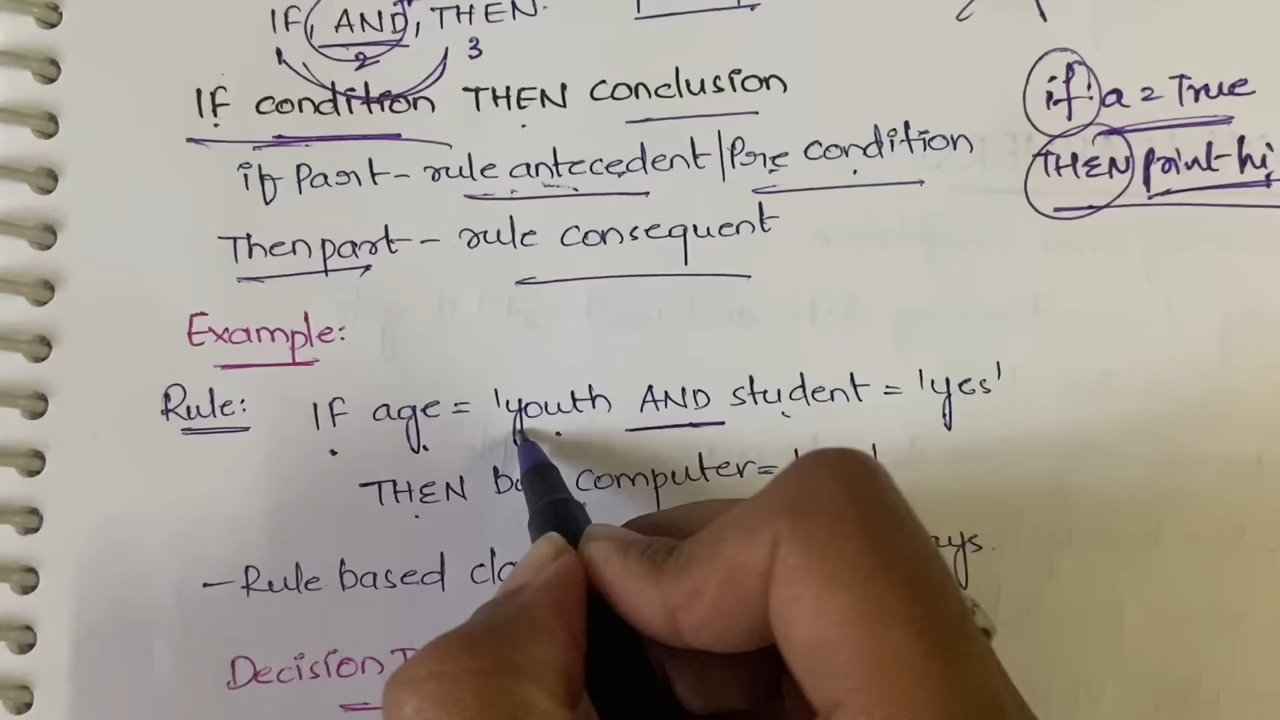 IF, AND, THEN.
2
3
IF condition THEN conclusion
if Part - rule antecedent/Pre condition
Then part - rule consequent
if a = True
THEN print-hi
Example:
Rule: IF age = 'youth AND student = 'yes'
THEN computer =
- Rule based
Decision